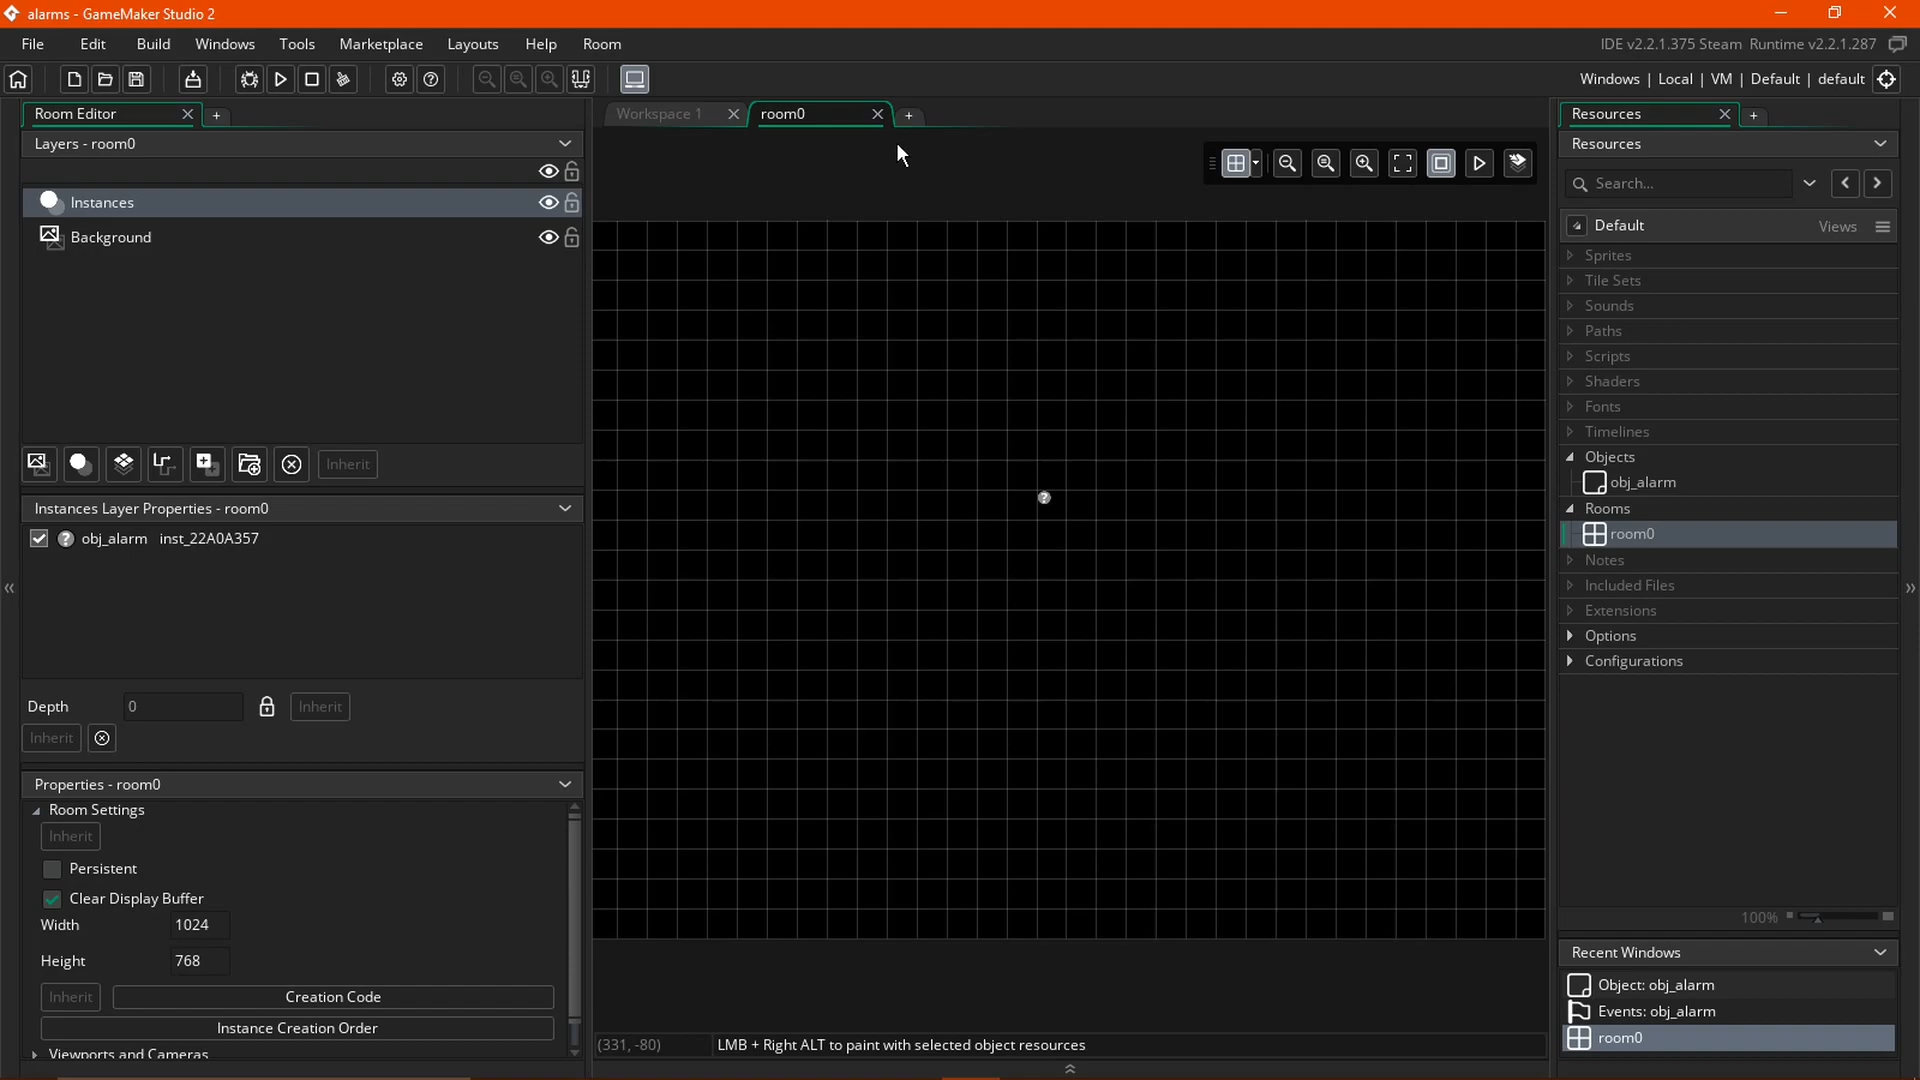 alarms - GameMaker Studio 2
File Edit Build Windows Tools Marketplace Layouts Help Room
IDE v2.2.1.375 Steam Runtime v2.2.1.287
Windows | Local | VM | Default | default
Room Editor
Layers - room0
Instances
Background
Inherit
Instances Layer Properties - room0
obj_alarm inst_22A0A357
Depth 0 Inherit
Inherit
Properties - room0
Room Settings
Inherit
Persistent
Clear Display Buffer
Width 1024
Height 768
Inherit Creation Code
Instance Creation Order
Viewports and Cameras
Workspace 1 room0
(331, -80) LMB + Right ALT to paint with selected object resources
Resources
Resources
Search...
Default Views
Sprites
Tile Sets
Sounds
Paths
Scripts
Shaders
Fonts
Timelines
Objects
obj_alarm
Rooms
room0
Notes
Included Files
Extensions
Options
Configurations
100%
Recent Windows
Object: obj_alarm
Events: obj_alarm
room0